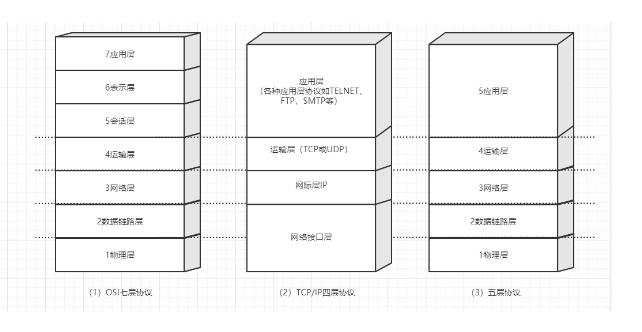 7应用层
6表示层
5会话层
4运输层
3网络层
2数据链路层
1物理层
(1) OSI七层协议
应用层
(各种应用层协议如TELNET,
FTP, SMTP等)
运输层 (TCP或UDP)
网际层IP
网络接口层
(2) TCP/IP四层协议
5应用层
4运输层
3网络层
2数据链路层
1物理层
(3) 五层协议